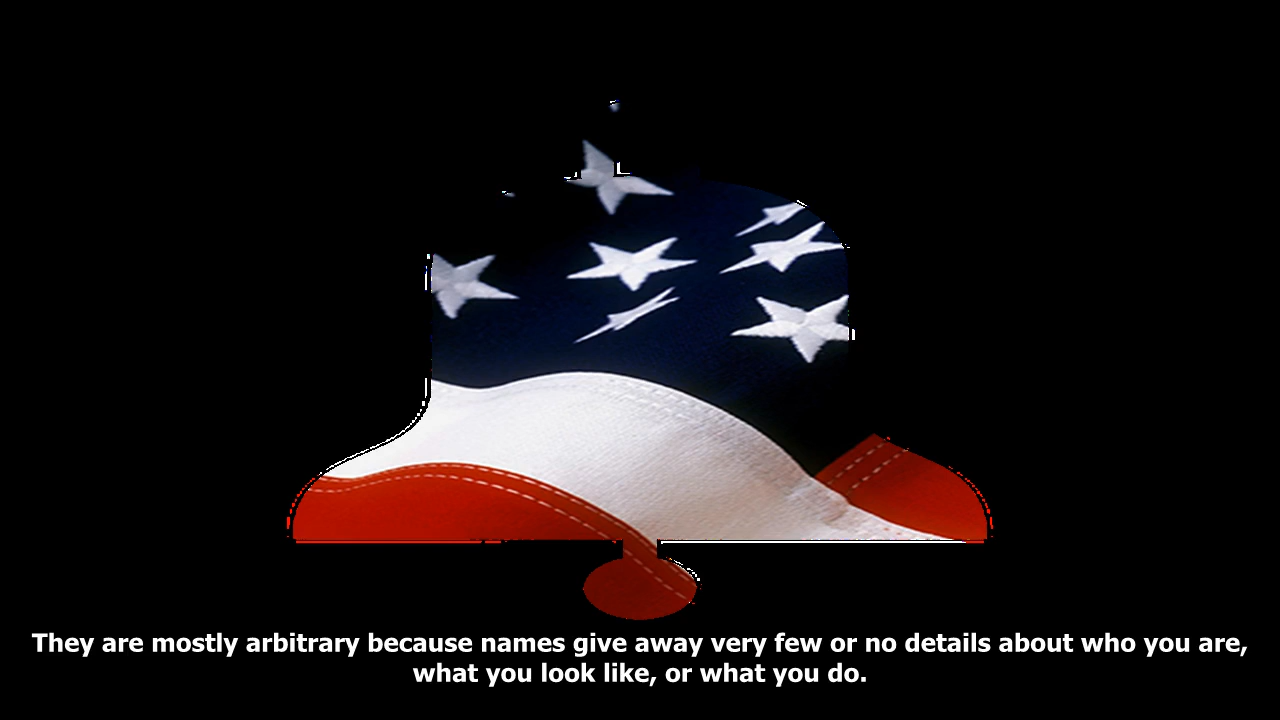 They are mostly arbitrary because names give away very few or no details about who you are,
what you look like, or what you do.